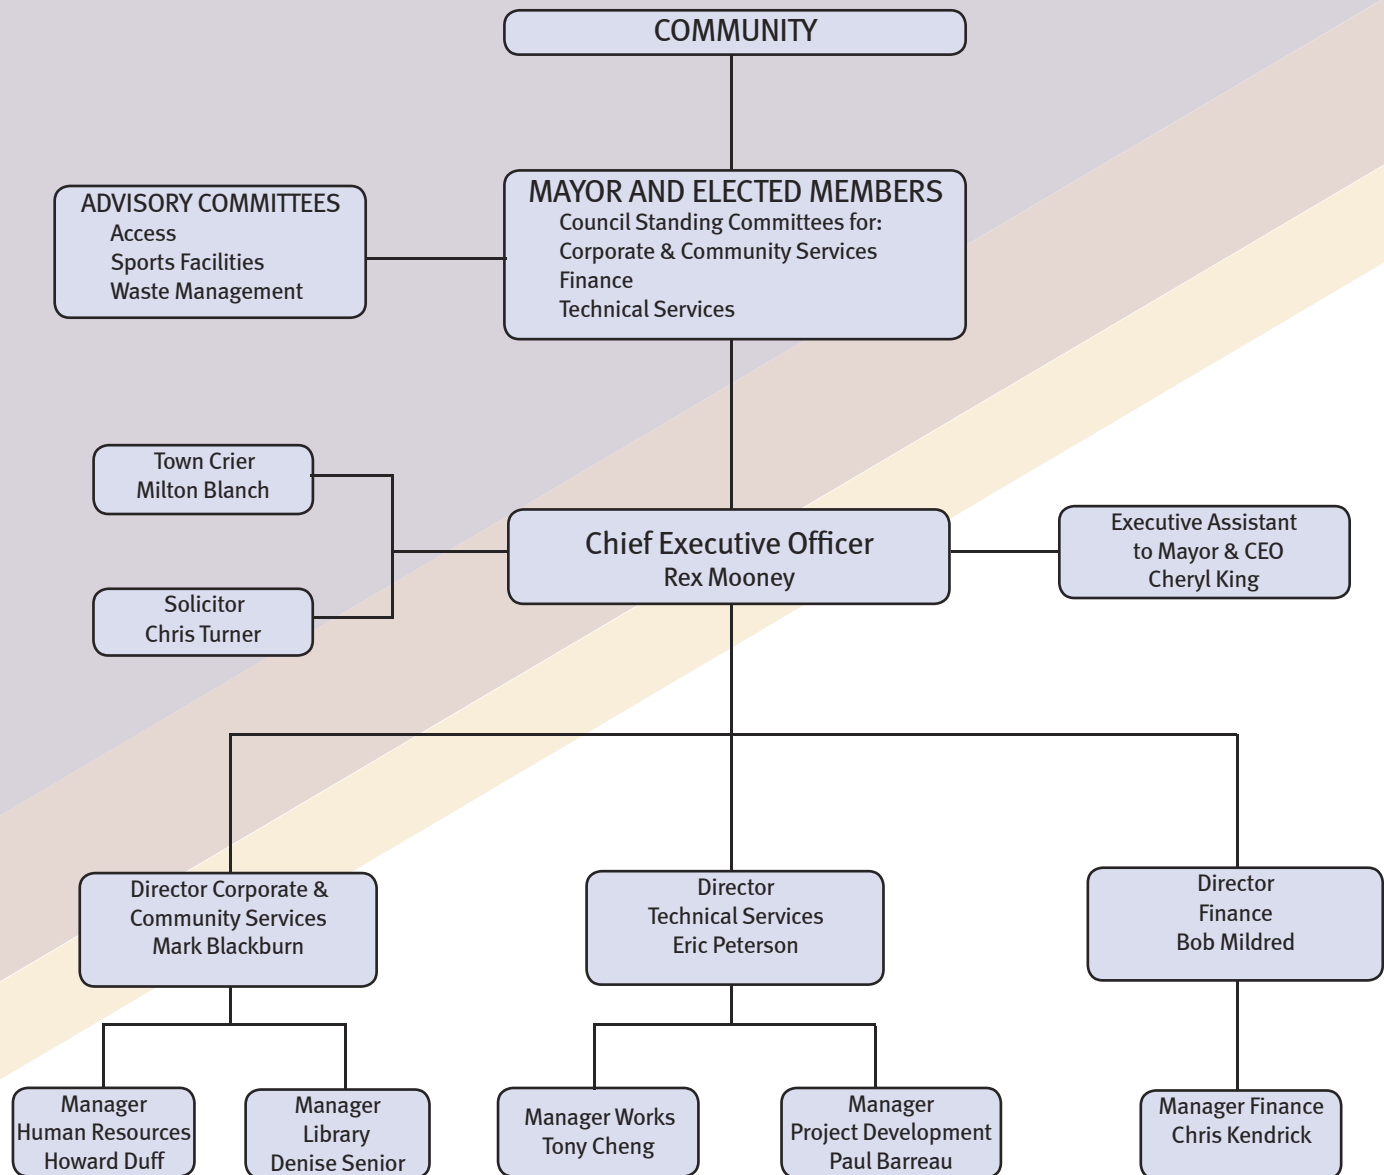 COMMUNITY
ADVISORY COMMITTEES
Access
Sports Facilities
Waste Management
MAYOR AND ELECTED MEMBERS
Council Standing Committees for:
Corporate & Community Services
Finance
Technical Services
Town Crier
Milton Blanch
Solicitor
Chris Turner
Chief Executive Officer
Rex Mooney
Executive Assistant
to Mayor & CEO
Cheryl King
Director Corporate &
Community Services
Mark Blackburn
Director
Technical Services
Eric Peterson
Director
Finance
Bob Mildred
Manager
Human Resources
Howard Duff
Manager
Library
Denise Senior
Manager Works
Tony Cheng
Manager
Project Development
Paul Barreau
Manager Finance
Chris Kendrick